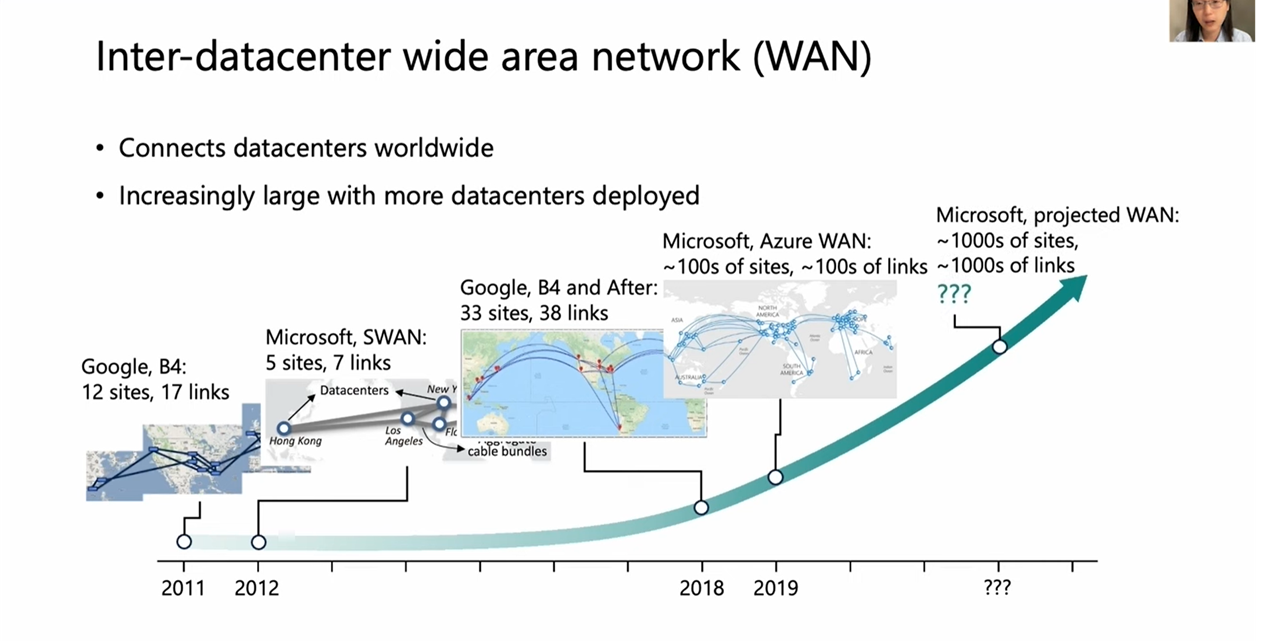 Inter-datacenter wide area network (WAN)
• Connects datacenters worldwide
• Increasingly large with more datacenters deployed
Microsoft, projected WAN:
~1000s of sites,
~1000s of links
???
Microsoft, Azure WAN:
~100s of sites, ~100s of links
Google, B4 and After:
33 sites, 38 links
Microsoft, SWAN:
5 sites, 7 links
Google, B4:
12 sites, 17 links
Datacenters
New Y
Hong Kong
Los
Angeles
Flo
Aggregate
cable bundles
ASIA
NORTH
AMERICA
AFRICA
SOUTH
AMERICA
AUSTRALIA
2011
2012
2018
2019
???